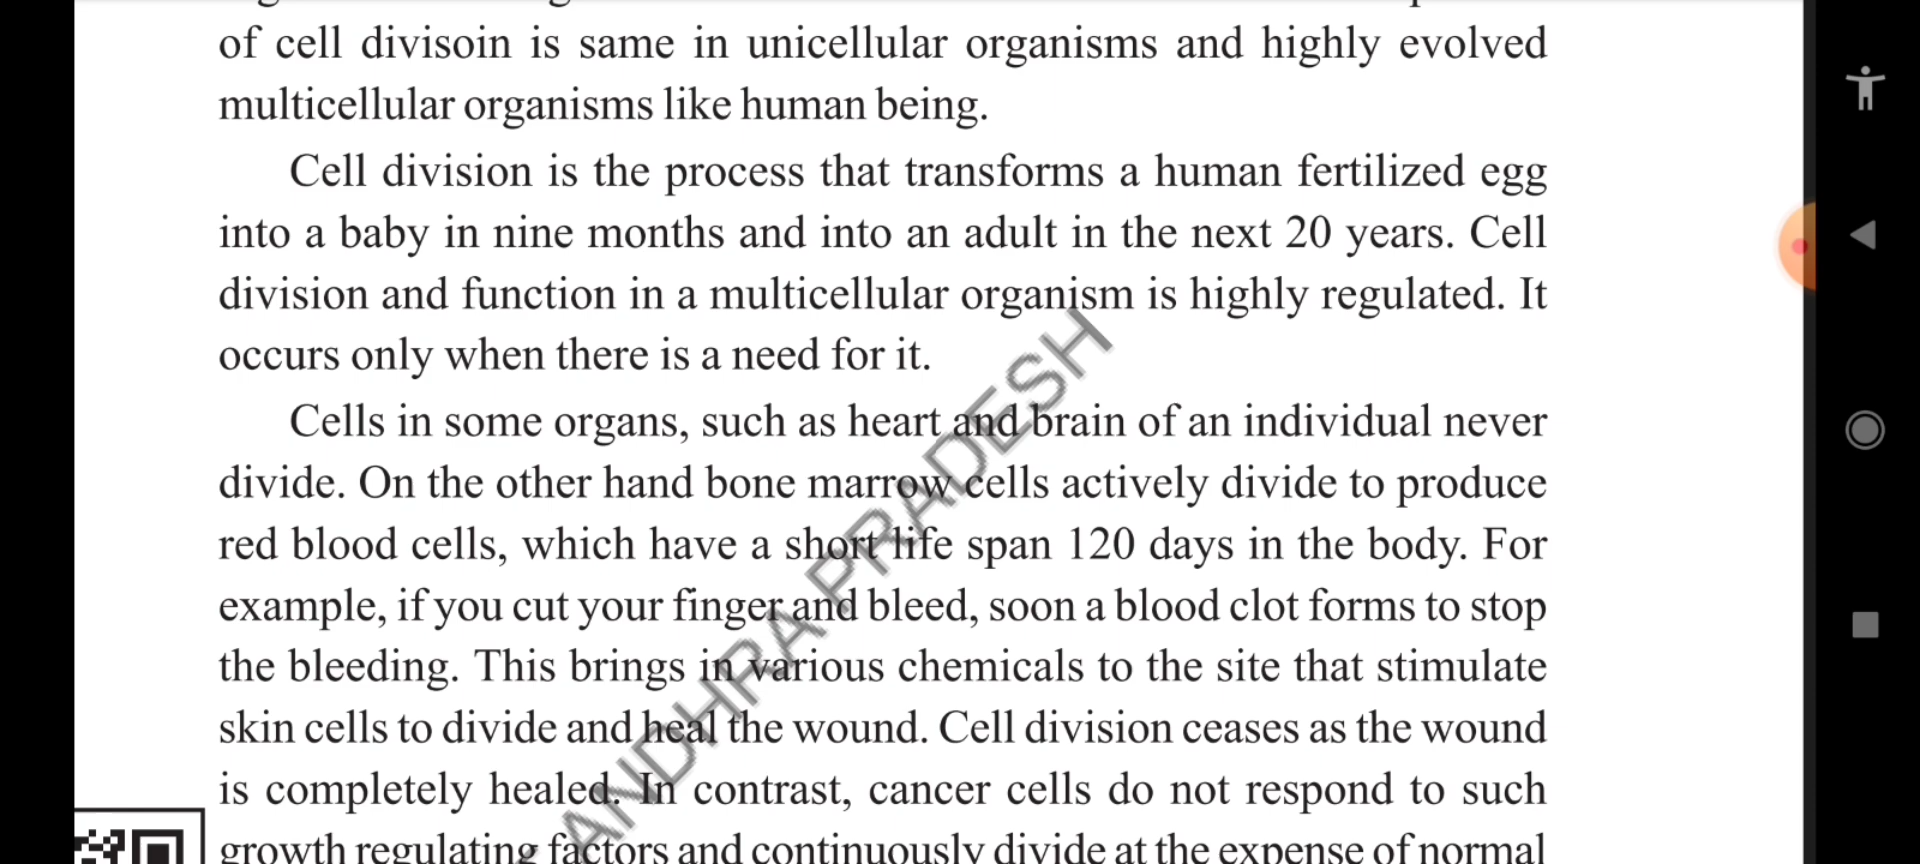 of cell divisoin is same in unicellular organisms and highly evolved
multicellular organisms like human being.
Cell division is the process that transforms a human fertilized egg
into a baby in nine months and into an adult in the next 20 years. Cell
division and function in a multicellular organism is highly regulated. It
occurs only when there is a need for it.
Cells in some organs, such as heart and brain of an individual never
divide. On the other hand bone marrow cells actively divide to produce
red blood cells, which have a short life span 120 days in the body. For
example, if you cut your finger and bleed, soon a blood clot forms to stop
the bleeding. This brings in various chemicals to the site that stimulate
skin cells to divide and heal the wound. Cell division ceases as the wound
is completely healed. In contrast, cancer cells do not respond to such
growth regulating factors and continuously divide at the expense of normal
ANDHRA PRADESH